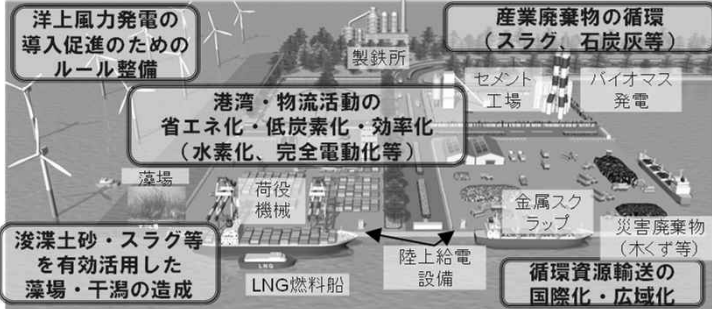 洋上風力発電の
導入促進のための
ルール整備
産業廃棄物の循環
（スラグ、石炭灰等）
製鉄所
セメント
工場
バイオマス
発電
港湾・物流活動の
省エネ化・低炭素化・効率化
（水素化、完全電動化等）
藻場
荷役
機械
金属スク
ラップ
災害廃棄物
（木くず等）
浚渫土砂・スラグ等
を有効活用した
藻場・干潟の造成
LNG
LNG燃料船
陸上給電
設備
循環資源輸送の
国際化・広域化